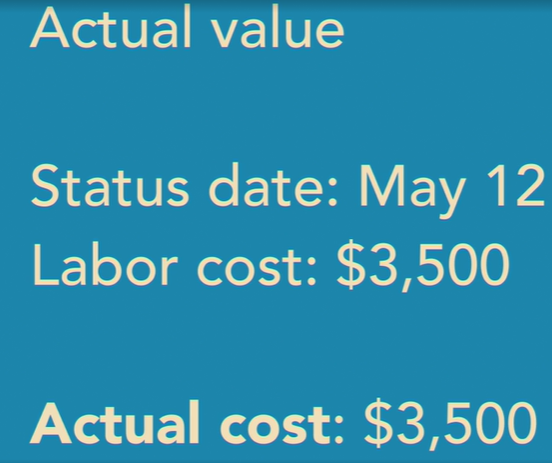 Actual value
Status date: May 12
Labor cost: $3,500
Actual cost: $3,500